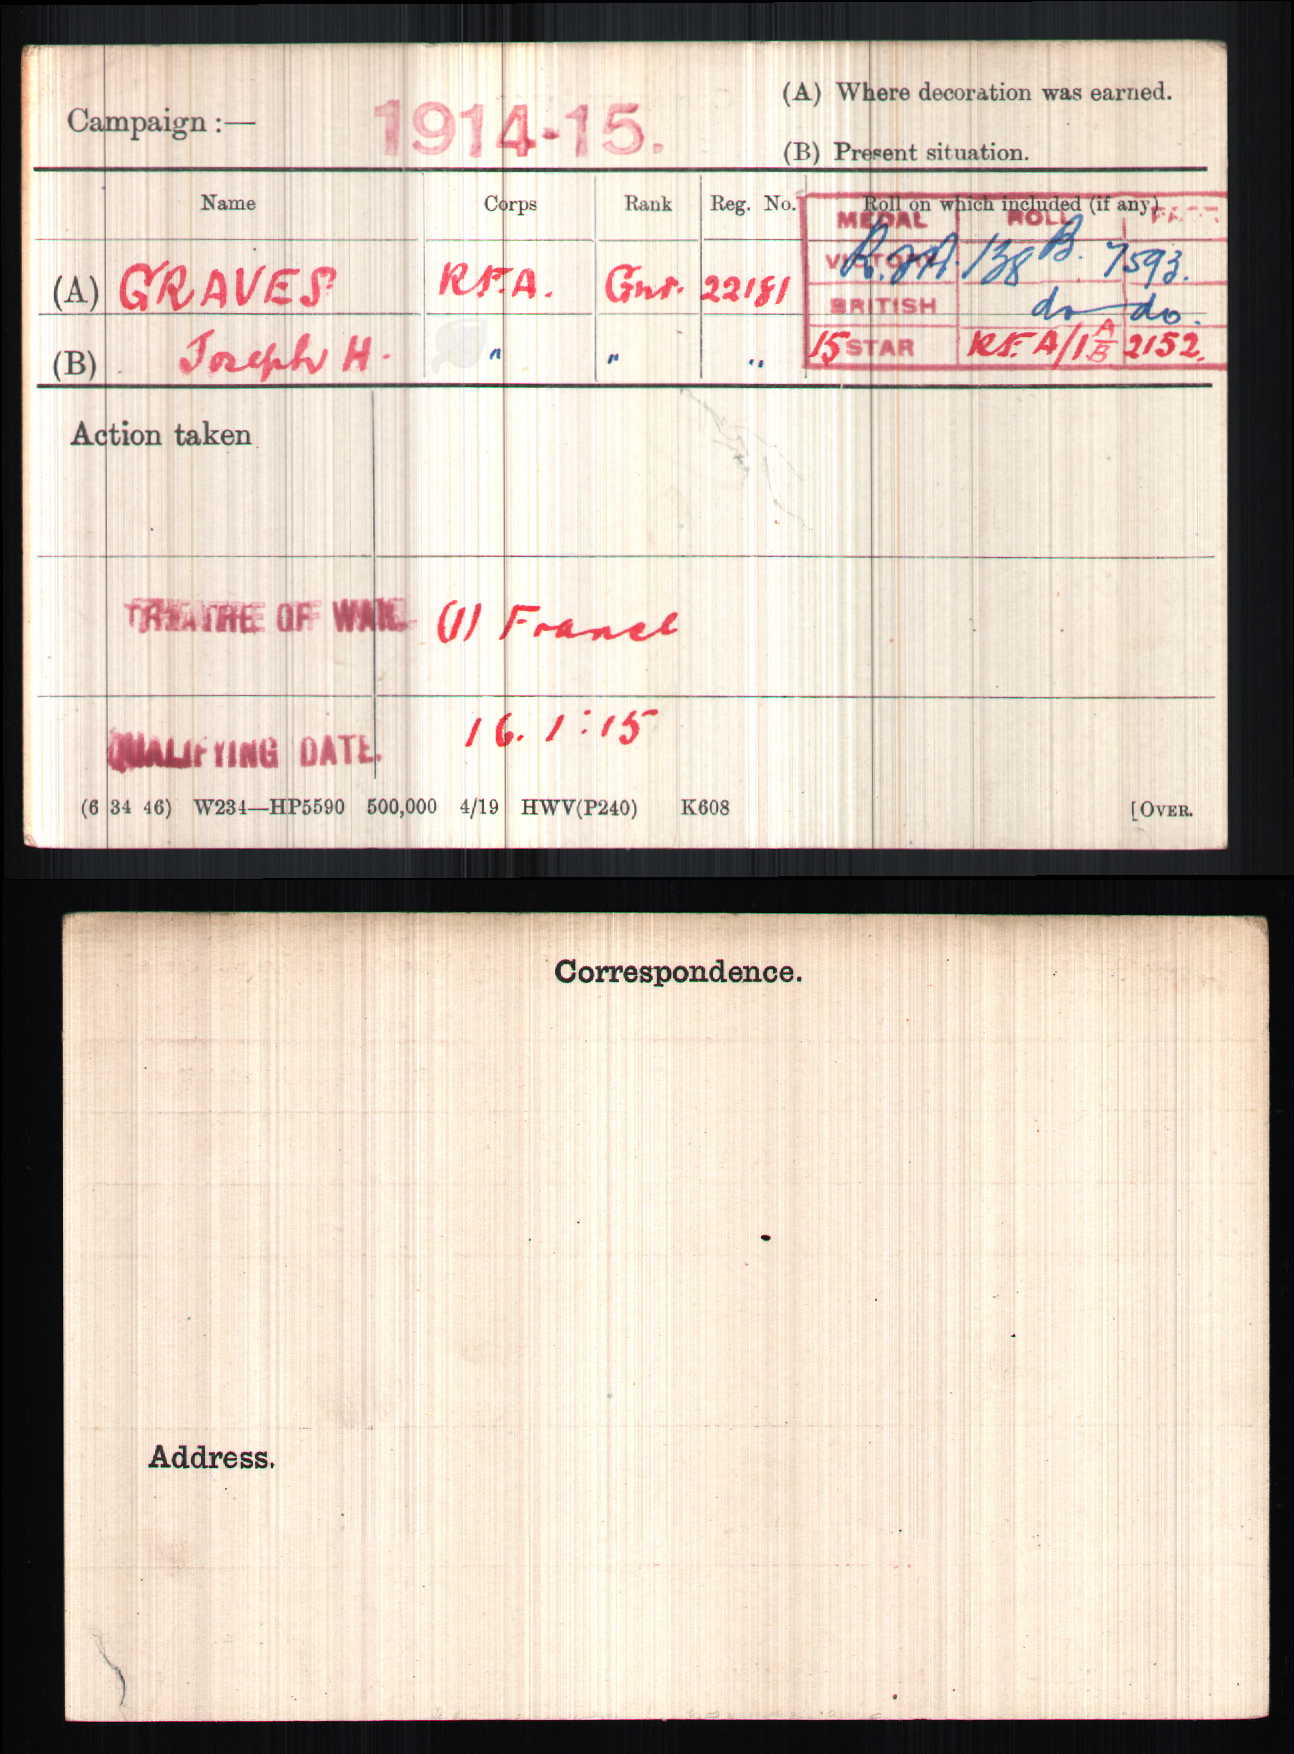 Campaign :— 1914-15.
(A) Where decoration was earned.
(B) Present situation.
Name Corps Rank Reg. No. Roll on which included (if any)
MEDAL ROLL PAGE
(A) GRAVES R.F.A. Gnr. 22181 VICTORY R.F.A. 138 B. 7593.
BRITISH do do.
(B) Joseph H. " " " 15 STAR R.F.A/1 A/B 2152.
Action taken
THEATRE OF WAR. (1) France
QUALIFYING DATE. 16.1:15
(6 34 46) W234—HP5590 500,000 4/19 HWV(P240) K608 [OVER.
Correspondence.
Address.